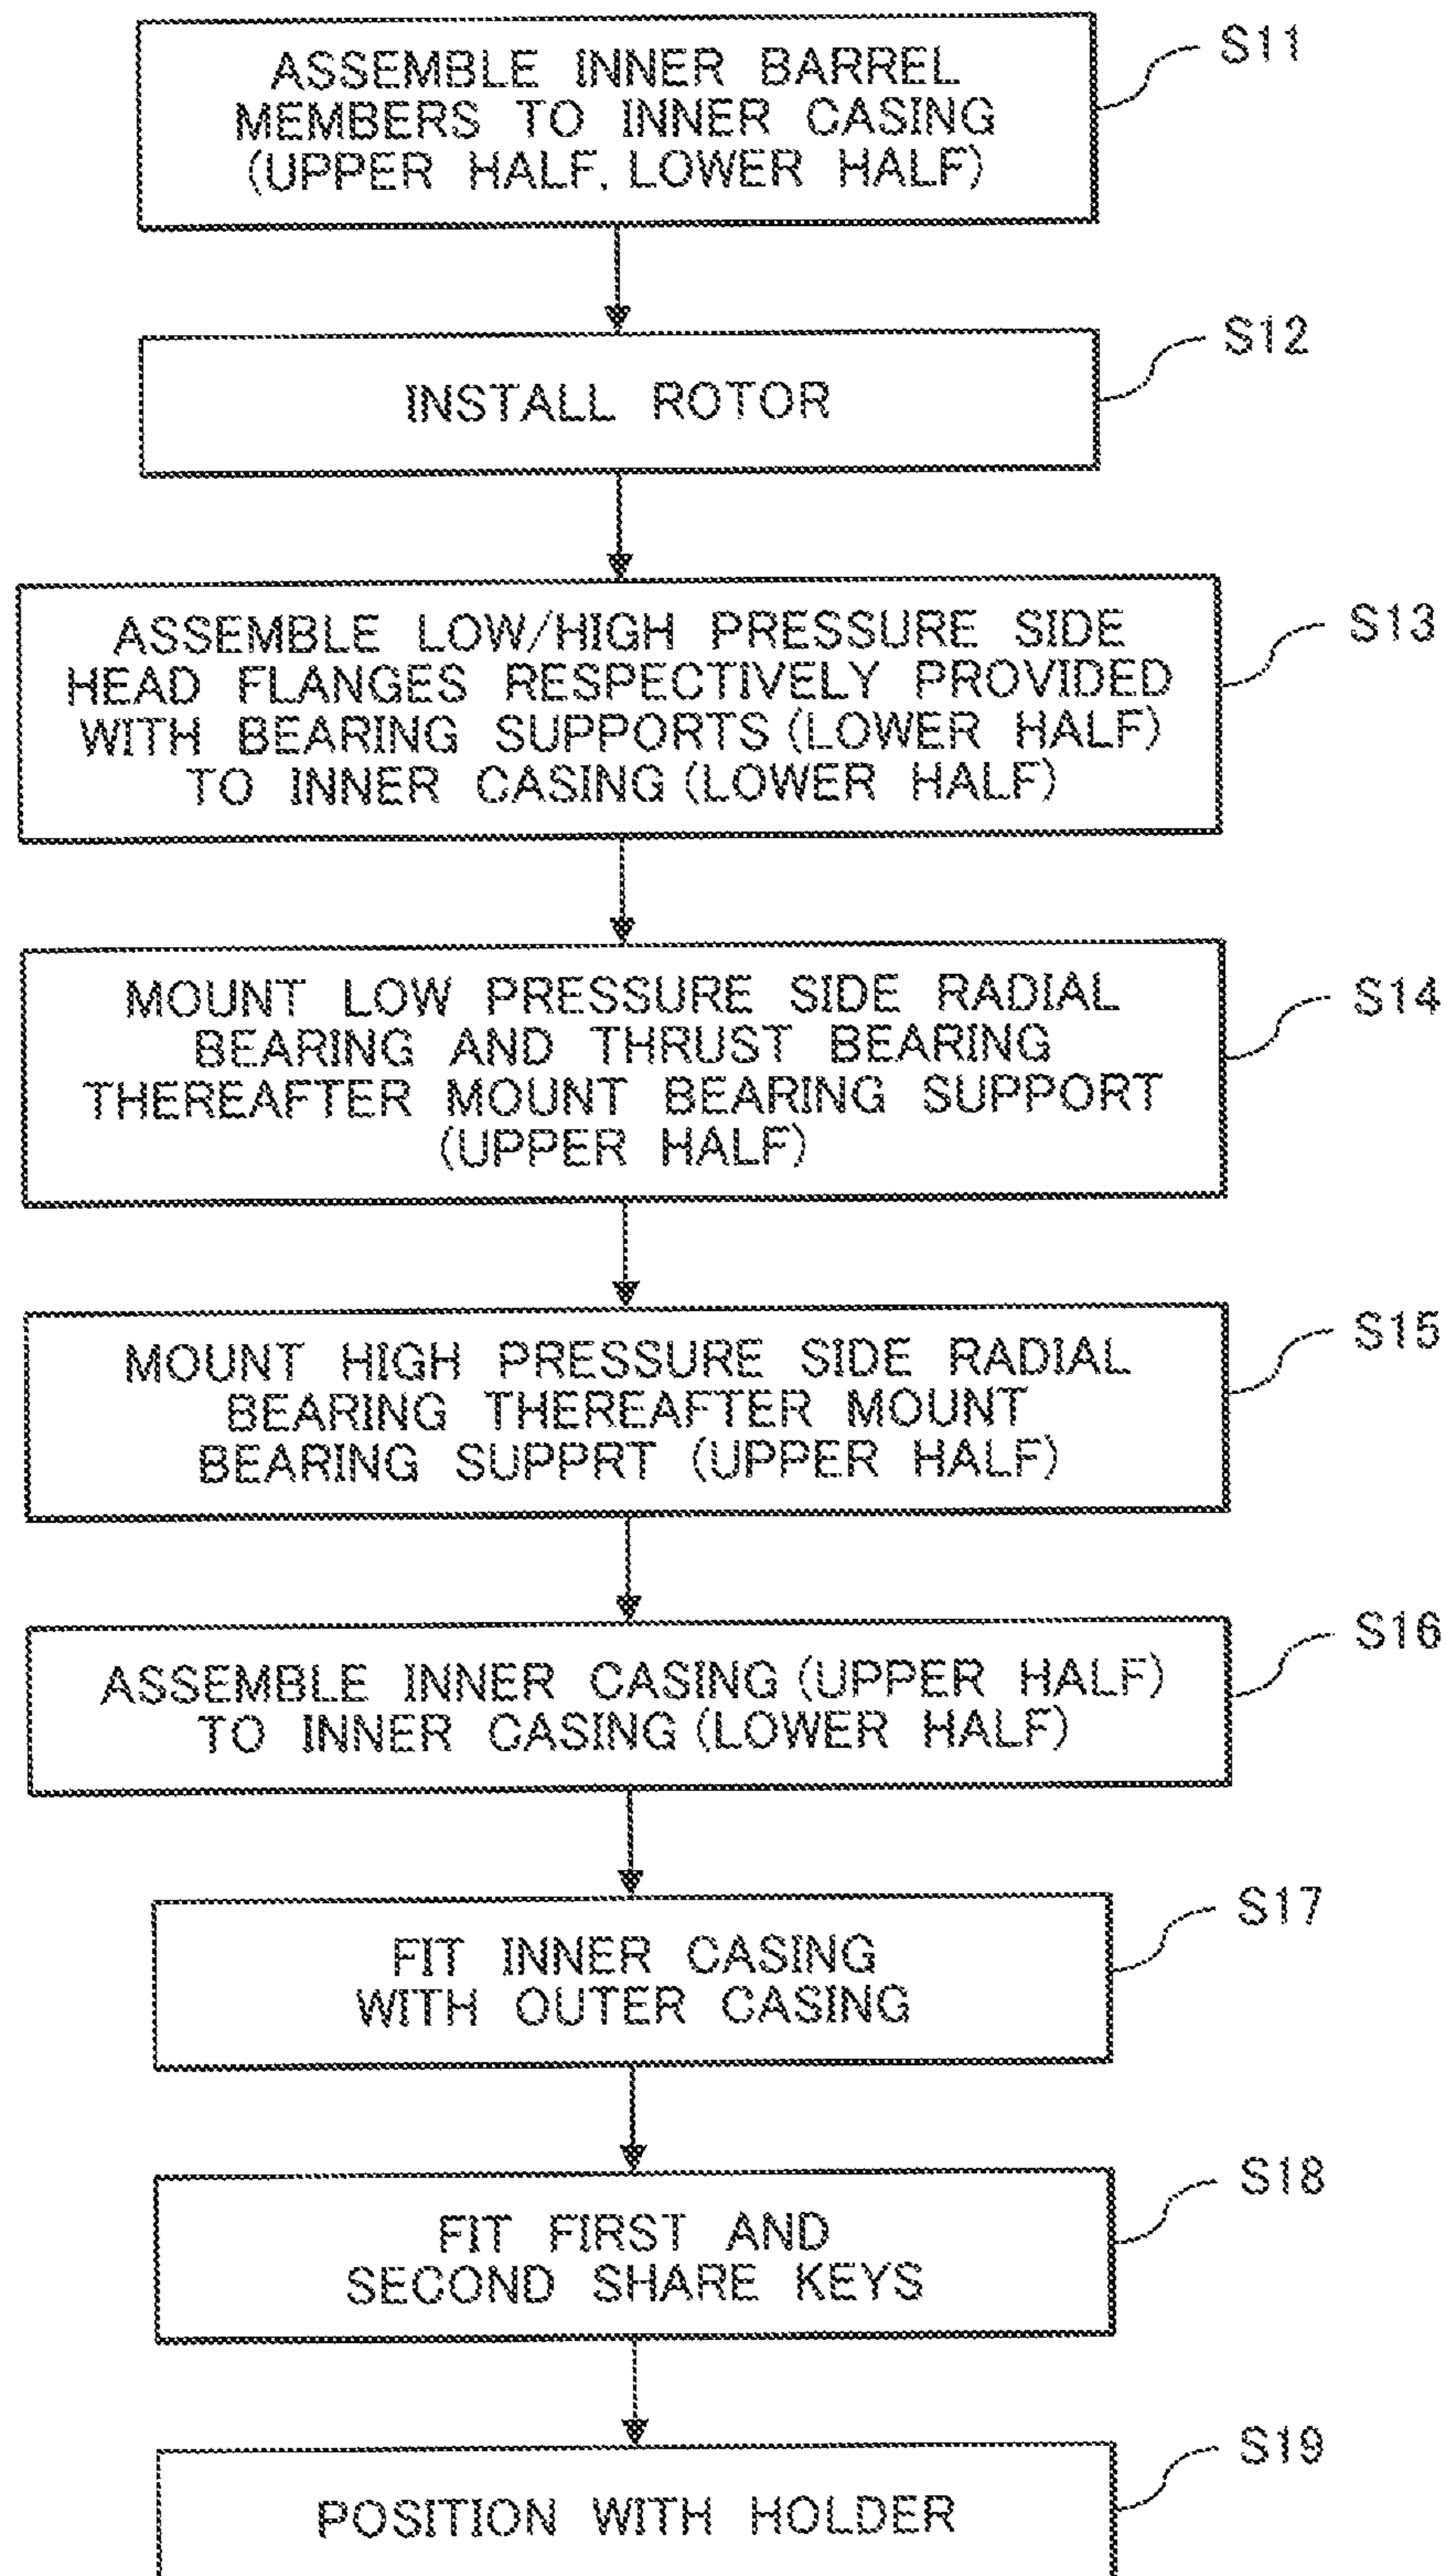 ASSEMBLE INNER BARREL
MEMBERS TO INNER CASING
(UPPER HALF, LOWER HALF)
S11
INSTALL ROTOR
S12
ASSEMBLE LOW/HIGH PRESSURE SIDE
HEAD FLANGES RESPECTIVELY PROVIDED
WITH BEARING SUPPORTS (LOWER HALF)
TO INNER CASING (LOWER HALF)
S13
MOUNT LOW PRESSURE SIDE RADIAL
BEARING AND THRUST BEARING
THEREAFTER MOUNT BEARING SUPPORT
(UPPER HALF)
S14
MOUNT HIGH PRESSURE SIDE RADIAL
BEARING THEREAFTER MOUNT
BEARING SUPPRT (UPPER HALF)
S15
ASSEMBLE INNER CASING (UPPER HALF)
TO INNER CASING (LOWER HALF)
S16
FIT INNER CASING
WITH OUTER CASING
S17
FIT FIRST AND
SECOND SHARE KEYS
S18
POSITION WITH HOLDER
S19